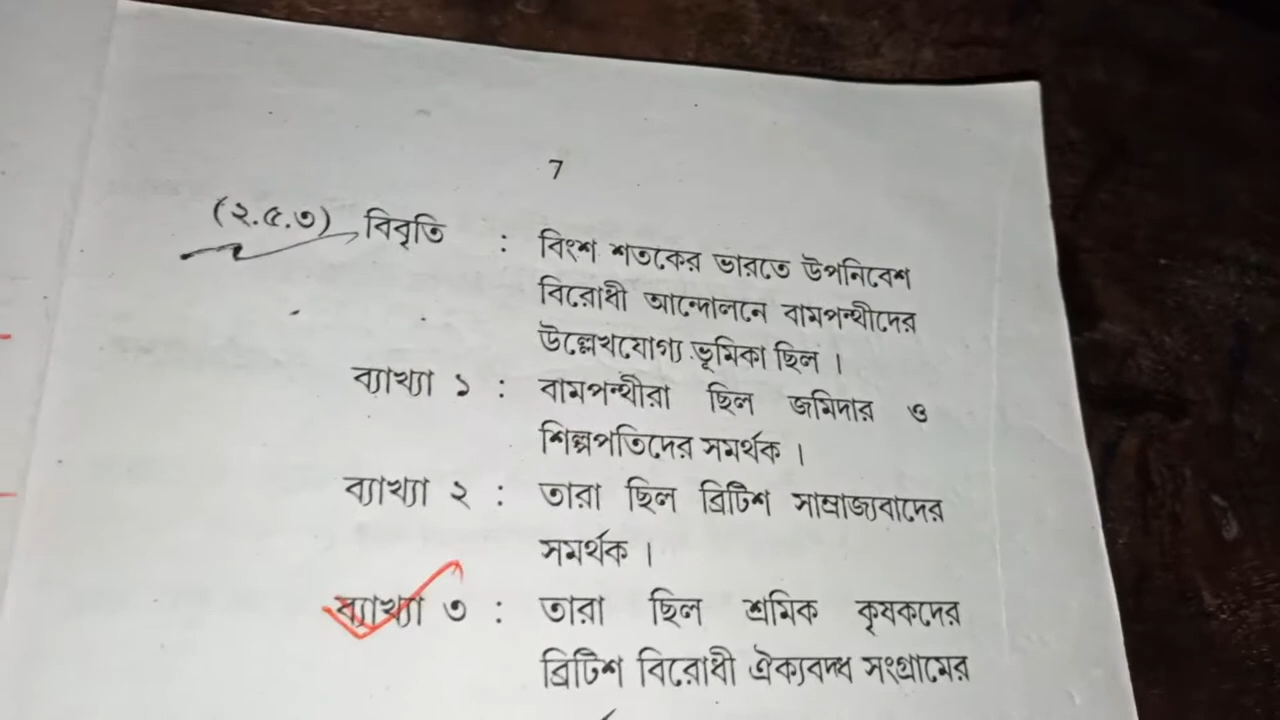 7
(২.৫.৩) বিবৃতি : বিংশ শতকের ভারতে উপনিবেশ
বিরোধী আন্দোলনে বামপন্থীদের
উল্লেখযোগ্য ভূমিকা ছিল ।
ব্যাখ্যা ১ : বামপন্থীরা ছিল জমিদার ও
শিল্পপতিদের সমর্থক ।
ব্যাখ্যা ২ : তারা ছিল ব্রিটিশ সাম্রাজ্যবাদের
সমর্থক ।
ব্যাখ্যা ৩ : তারা ছিল শ্রমিক কৃষকদের
ব্রিটিশ বিরোধী ঐক্যবদ্ধ সংগ্রামের